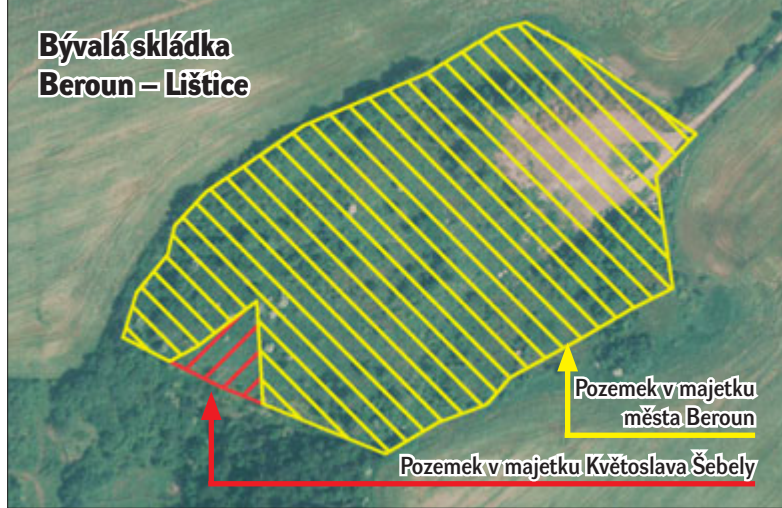 Bývalá skládka
Beroun – Lištice
Pozemek v majetku
města Beroun
Pozemek v majetku Květoslava Šebely